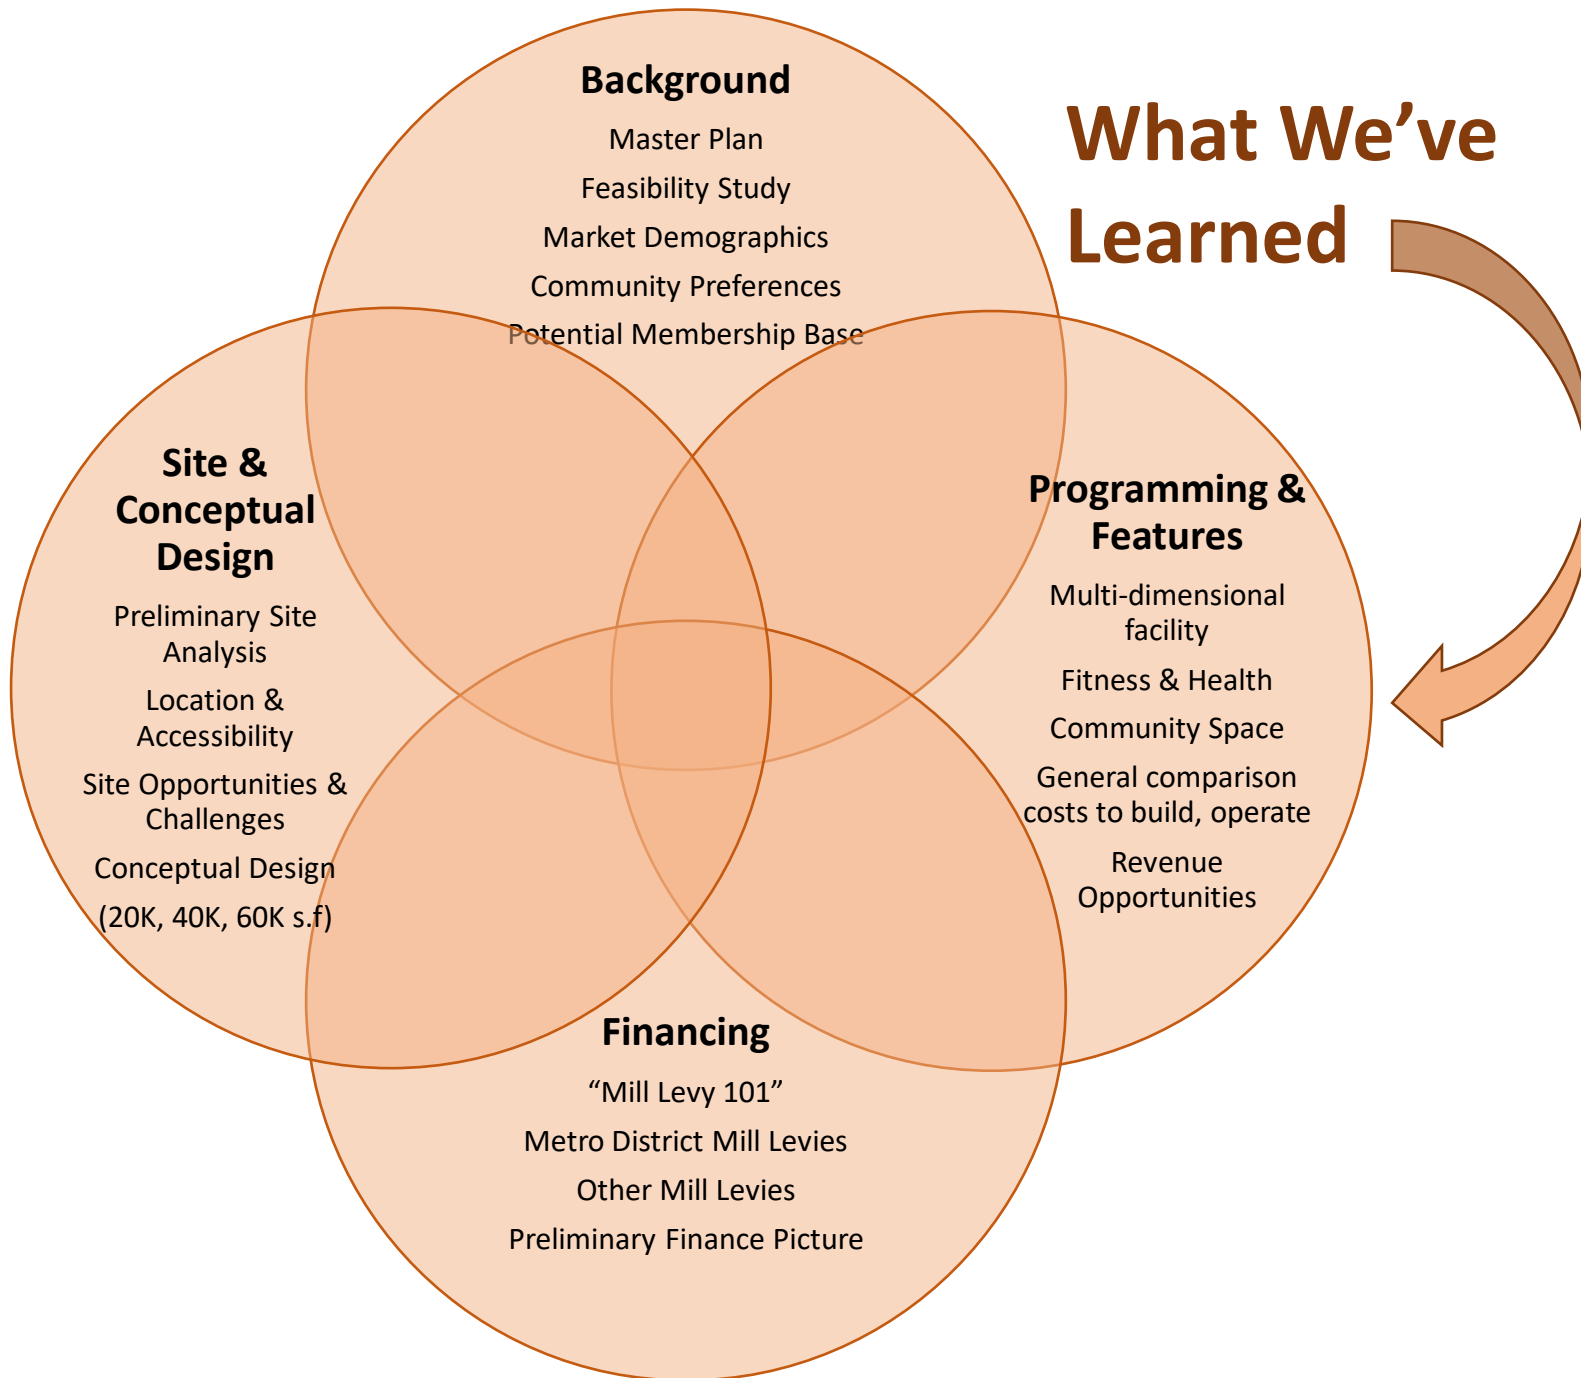 What We’ve
Learned
Background
Master Plan
Feasibility Study
Market Demographics
Community Preferences
Potential Membership Base
Programming &
Features
Multi-dimensional
facility
Fitness & Health
Community Space
General comparison
costs to build, operate
Revenue
Opportunities
Financing
“Mill Levy 101”
Metro District Mill Levies
Other Mill Levies
Preliminary Finance Picture
Site &
Conceptual
Design
Preliminary Site
Analysis
Location &
Accessibility
Site Opportunities &
Challenges
Conceptual Design
(20K, 40K, 60K s.f)